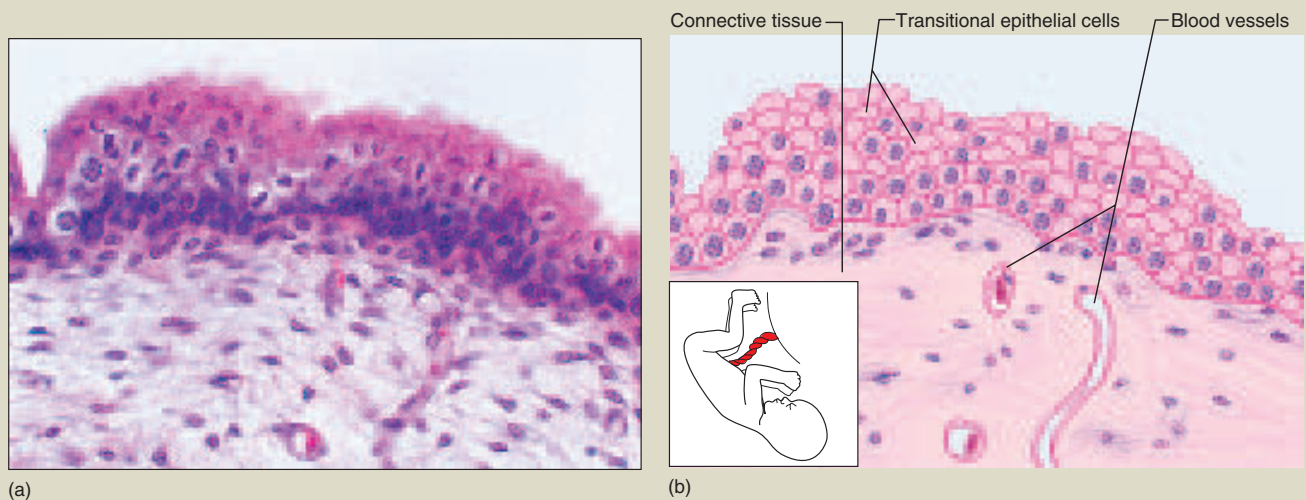 Connective tissue
Transitional epithelial cells
Blood vessels
(a)
(b)